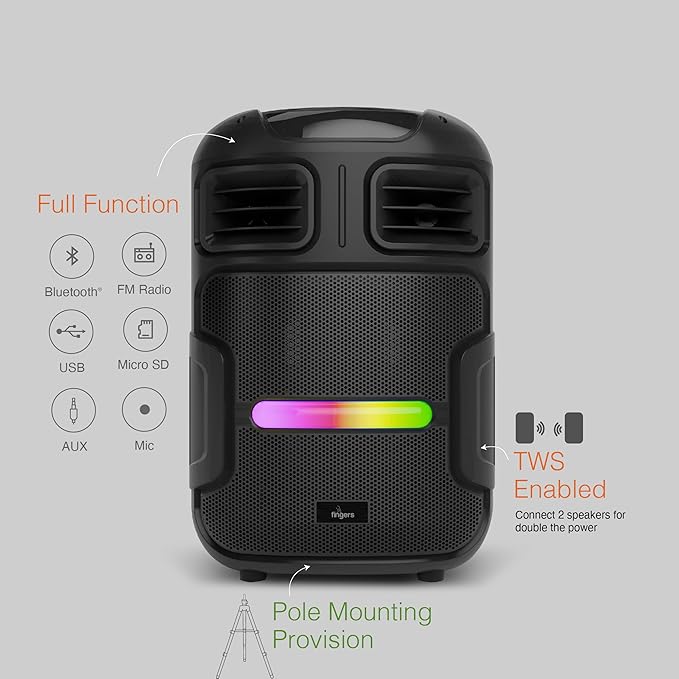 Full Function
Bluetooth®
FM Radio
USB
Micro SD
AUX
Mic
TWS
Enabled
Connect 2 speakers for
double the power
fingers
Pole Mounting
Provision